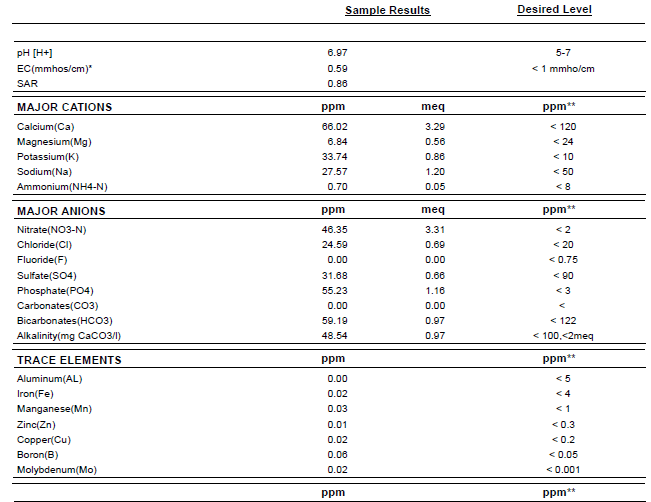 Sample Results Desired Level
pH [H+] 6.97 5-7
EC(mmhos/cm)* 0.59 < 1 mmho/cm
SAR 0.86
MAJOR CATIONS ppm meq ppm**
Calcium(Ca) 66.02 3.29 < 120
Magnesium(Mg) 6.84 0.56 < 24
Potassium(K) 33.74 0.86 < 10
Sodium(Na) 27.57 1.20 < 50
Ammonium(NH4-N) 0.70 0.05 < 8
MAJOR ANIONS ppm meq ppm**
Nitrate(NO3-N) 46.35 3.31 < 2
Chloride(Cl) 24.59 0.69 < 20
Fluoride(F) 0.00 0.00 < 0.75
Sulfate(SO4) 31.68 0.66 < 90
Phosphate(PO4) 55.23 1.16 < 3
Carbonates(CO3) 0.00 0.00 <
Bicarbonates(HCO3) 59.19 0.97 < 122
Alkalinity(mg CaCO3/l) 48.54 0.97 < 100,<2meq
TRACE ELEMENTS ppm ppm**
Aluminum(AL) 0.00 < 5
Iron(Fe) 0.02 < 4
Manganese(Mn) 0.03 < 1
Zinc(Zn) 0.01 < 0.3
Copper(Cu) 0.02 < 0.2
Boron(B) 0.06 < 0.05
Molybdenum(Mo) 0.02 < 0.001
ppm ppm**